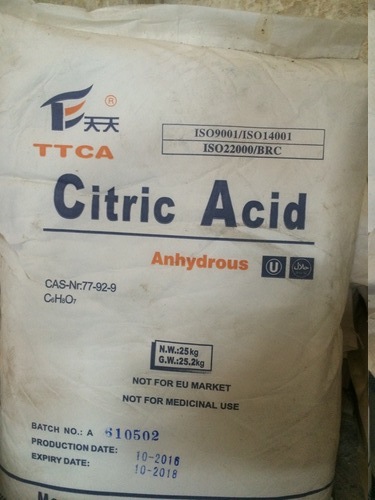 ®
天天
TTCA
ISO9001/ISO14001
ISO22000/BRC
Citric Acid
Anhydrous
U
CAS-Nr:77-92-9
C₆H₈O₇
N.W.:25kg
G.W.:25.2kg
NOT FOR EU MARKET
NOT FOR MEDICINAL USE
BATCH NO.: A 610502
PRODUCTION DATE: 10-2016
EXPIRY DATE: 10-2018